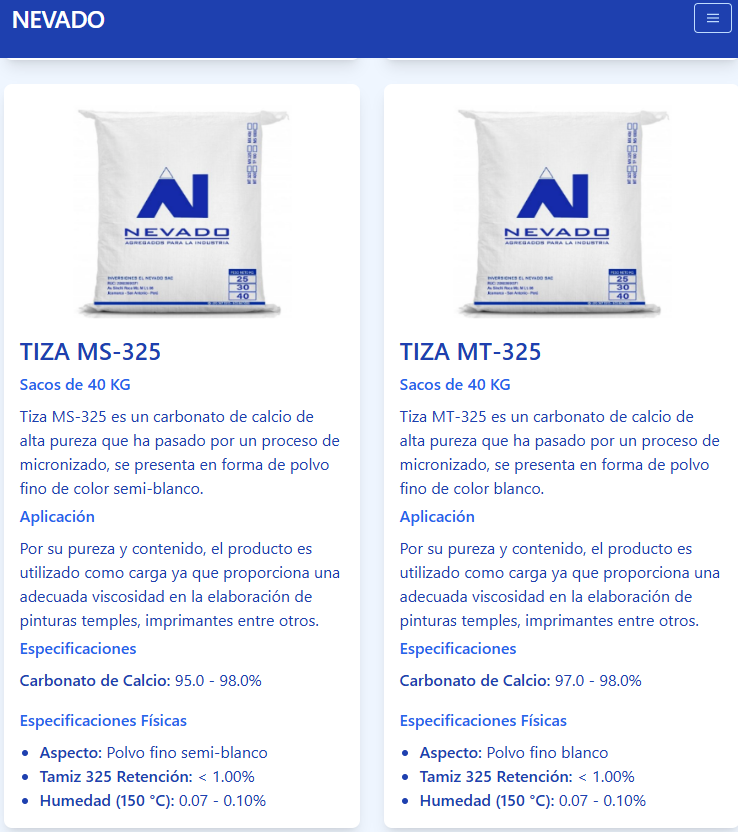 NEVADO
NEVADO
AGREGADOS PARA LA INDUSTRIA
INVERSIONES EL NEVADO SAC
25
30
40
TIZA MS-325
Sacos de 40 KG
Tiza MS-325 es un carbonato de calcio de
alta pureza que ha pasado por un proceso de
micronizado, se presenta en forma de polvo
fino de color semi-blanco.
Aplicación
Por su pureza y contenido, el producto es
utilizado como carga ya que proporciona una
adecuada viscosidad en la elaboración de
pinturas temples, imprimantes entre otros.
Especificaciones
Carbonato de Calcio: 95.0 - 98.0%
Especificaciones Físicas
Aspecto: Polvo fino semi-blanco
Tamiz 325 Retención: < 1.00%
Humedad (150 °C): 0.07 - 0.10%
NEVADO
AGREGADOS PARA LA INDUSTRIA
INVERSIONES EL NEVADO SAC
25
30
40
TIZA MT-325
Sacos de 40 KG
Tiza MT-325 es un carbonato de calcio de
alta pureza que ha pasado por un proceso de
micronizado, se presenta en forma de polvo
fino de color blanco.
Aplicación
Por su pureza y contenido, el producto es
utilizado como carga ya que proporciona una
adecuada viscosidad en la elaboración de
pinturas temples, imprimantes entre otros.
Especificaciones
Carbonato de Calcio: 97.0 - 98.0%
Especificaciones Físicas
Aspecto: Polvo fino blanco
Tamiz 325 Retención: < 1.00%
Humedad (150 °C): 0.07 - 0.10%